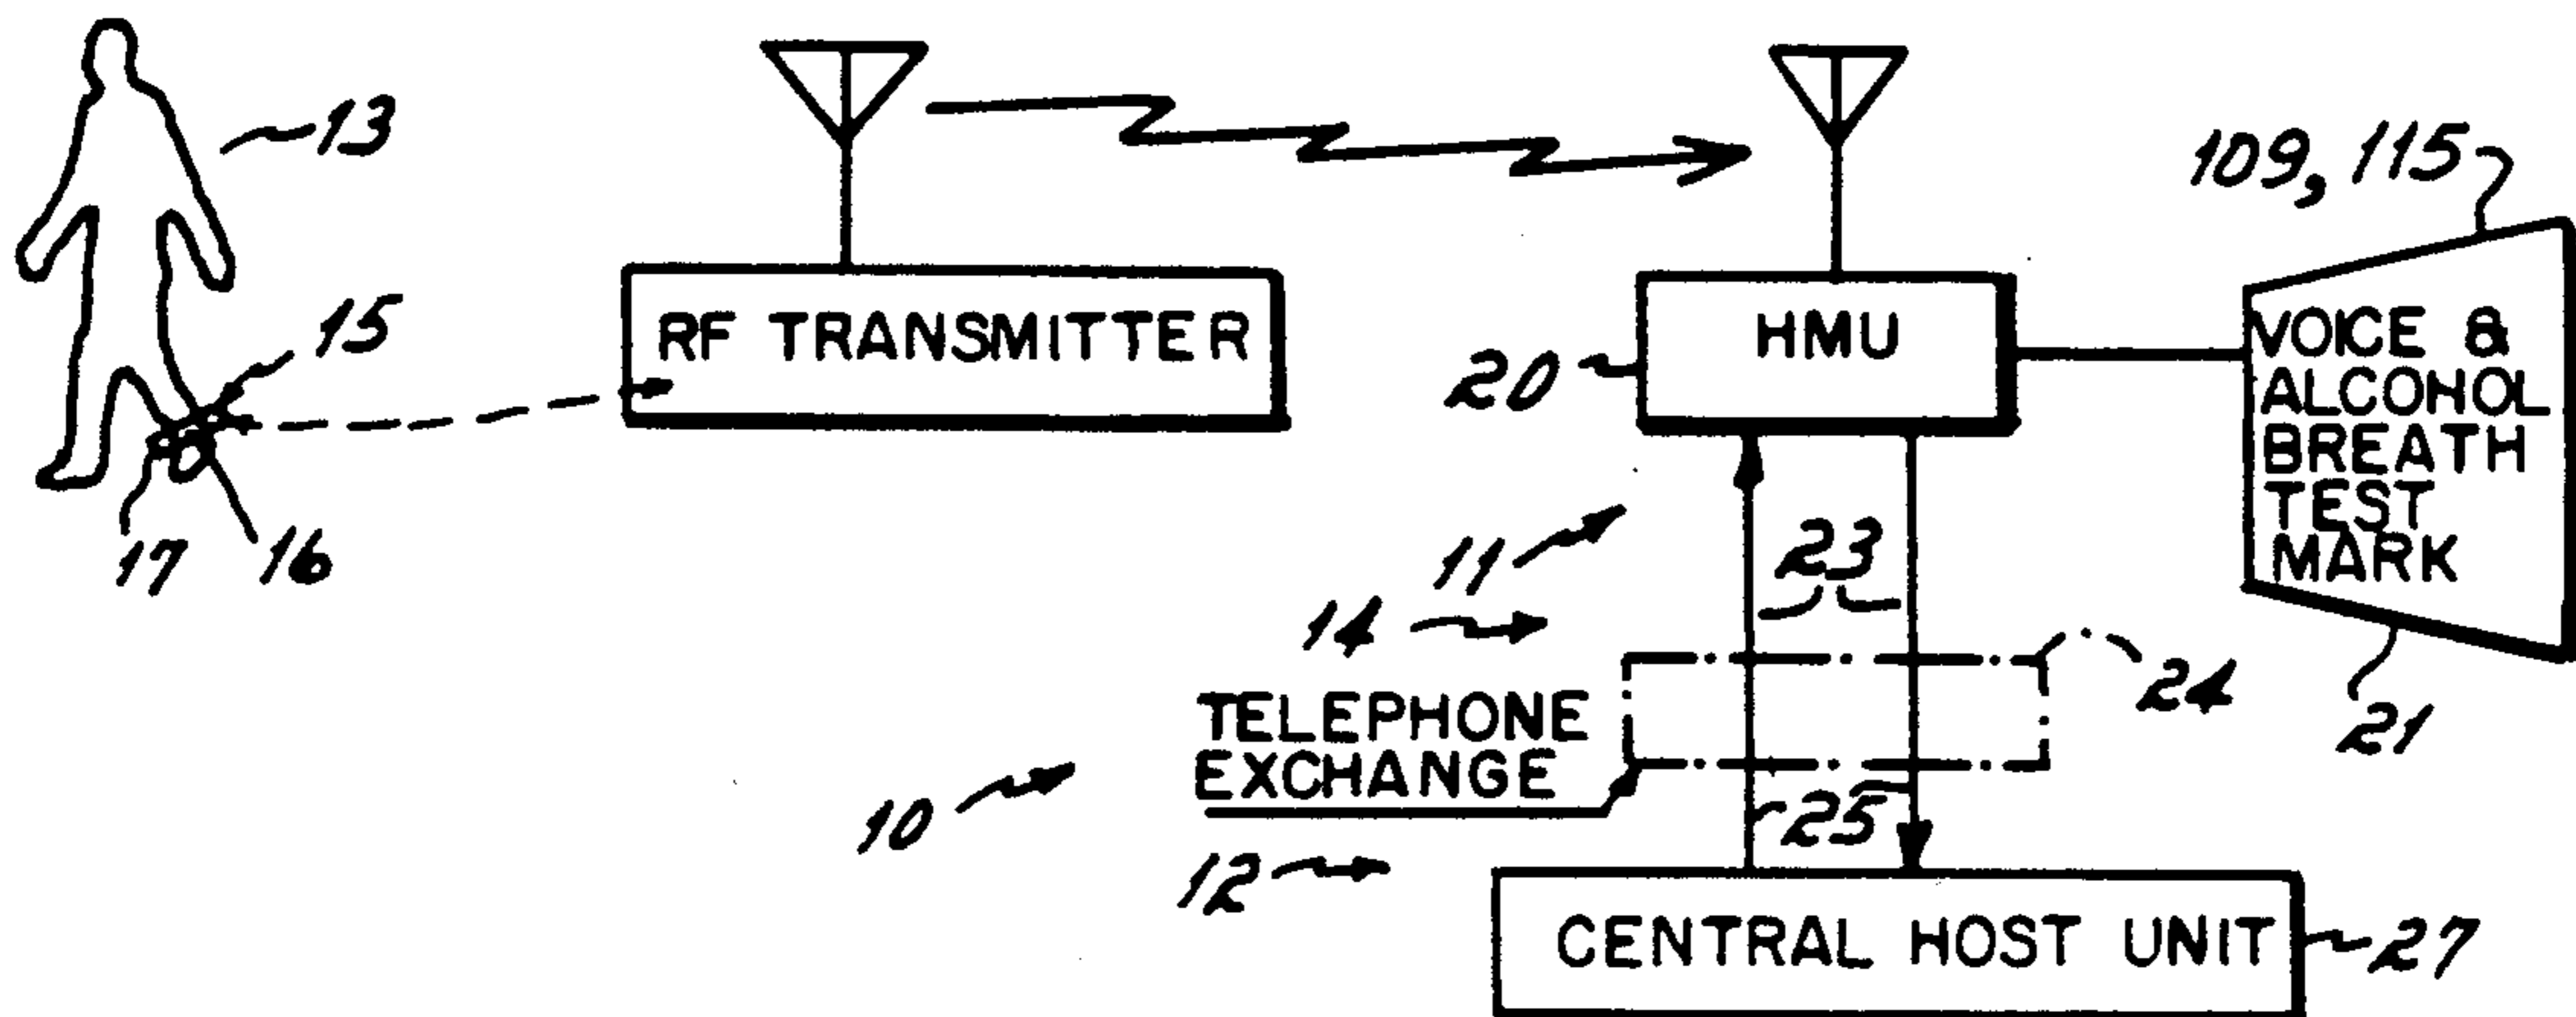 13
109, 115
15
RF TRANSMITTER
HMU
20
VOICE &
ALCOHOL
BREATH
TEST
MARK
17
16
11
23
14
24
TELEPHONE
EXCHANGE
21
10
25
12
CENTRAL HOST UNIT
27